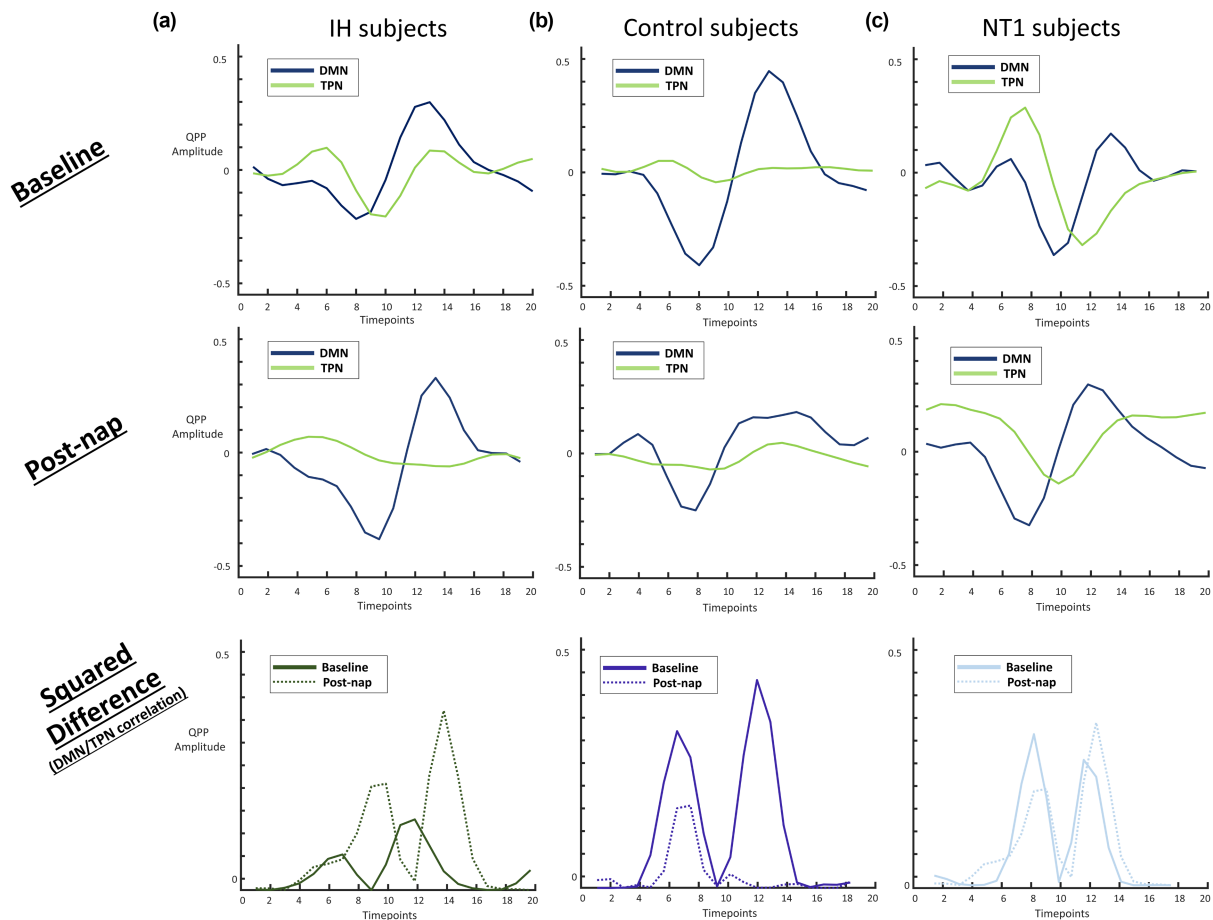 (a) IH subjects (b) Control subjects (c) NT1 subjects
Baseline
0.5
QPP
Amplitude
0
-0.5
DMN
TPN
0 2 4 6 8 10 12 14 16 18 20
Timepoints
0.5
0
-0.5
DMN
TPN
0 2 4 6 8 10 12 14 16 18 20
Timepoints
0.5
0
-0.5
DMN
TPN
0 2 4 6 8 10 12 14 16 18 20
Timepoints
Post-nap
0.5
QPP
Amplitude
0
-0.5
DMN
TPN
0 2 4 6 8 10 12 14 16 18 20
Timepoints
0.5
0
-0.5
DMN
TPN
0 2 4 6 8 10 12 14 16 18 20
Timepoints
0.5
0
-0.5
DMN
TPN
0 2 4 6 8 10 12 14 16 18 20
Timepoints
Squared
Difference
(DMN/TPN correlation)
0.5
QPP
Amplitude
0
Baseline
Post-nap
0 2 4 6 8 10 12 14 16 18 20
Timepoints
0.5
0
Baseline
Post-nap
0 2 4 6 8 10 12 14 16 18 20
Timepoints
0.5
0
Baseline
Post-nap
0 2 4 6 8 10 12 14 16 18 20
Timepoints